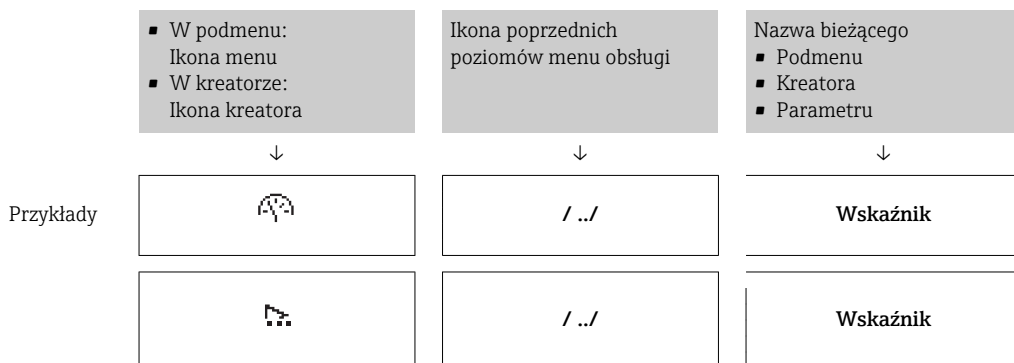 ▪ W podmenu:
Ikona menu
▪ W kreatorze:
Ikona kreatora
Ikona poprzednich
poziomów menu obsługi
Nazwa bieżącego
▪ Podmenu
▪ Kreatora
▪ Parametru
Przykłady
/ ../
Wskaźnik
/ ../
Wskaźnik